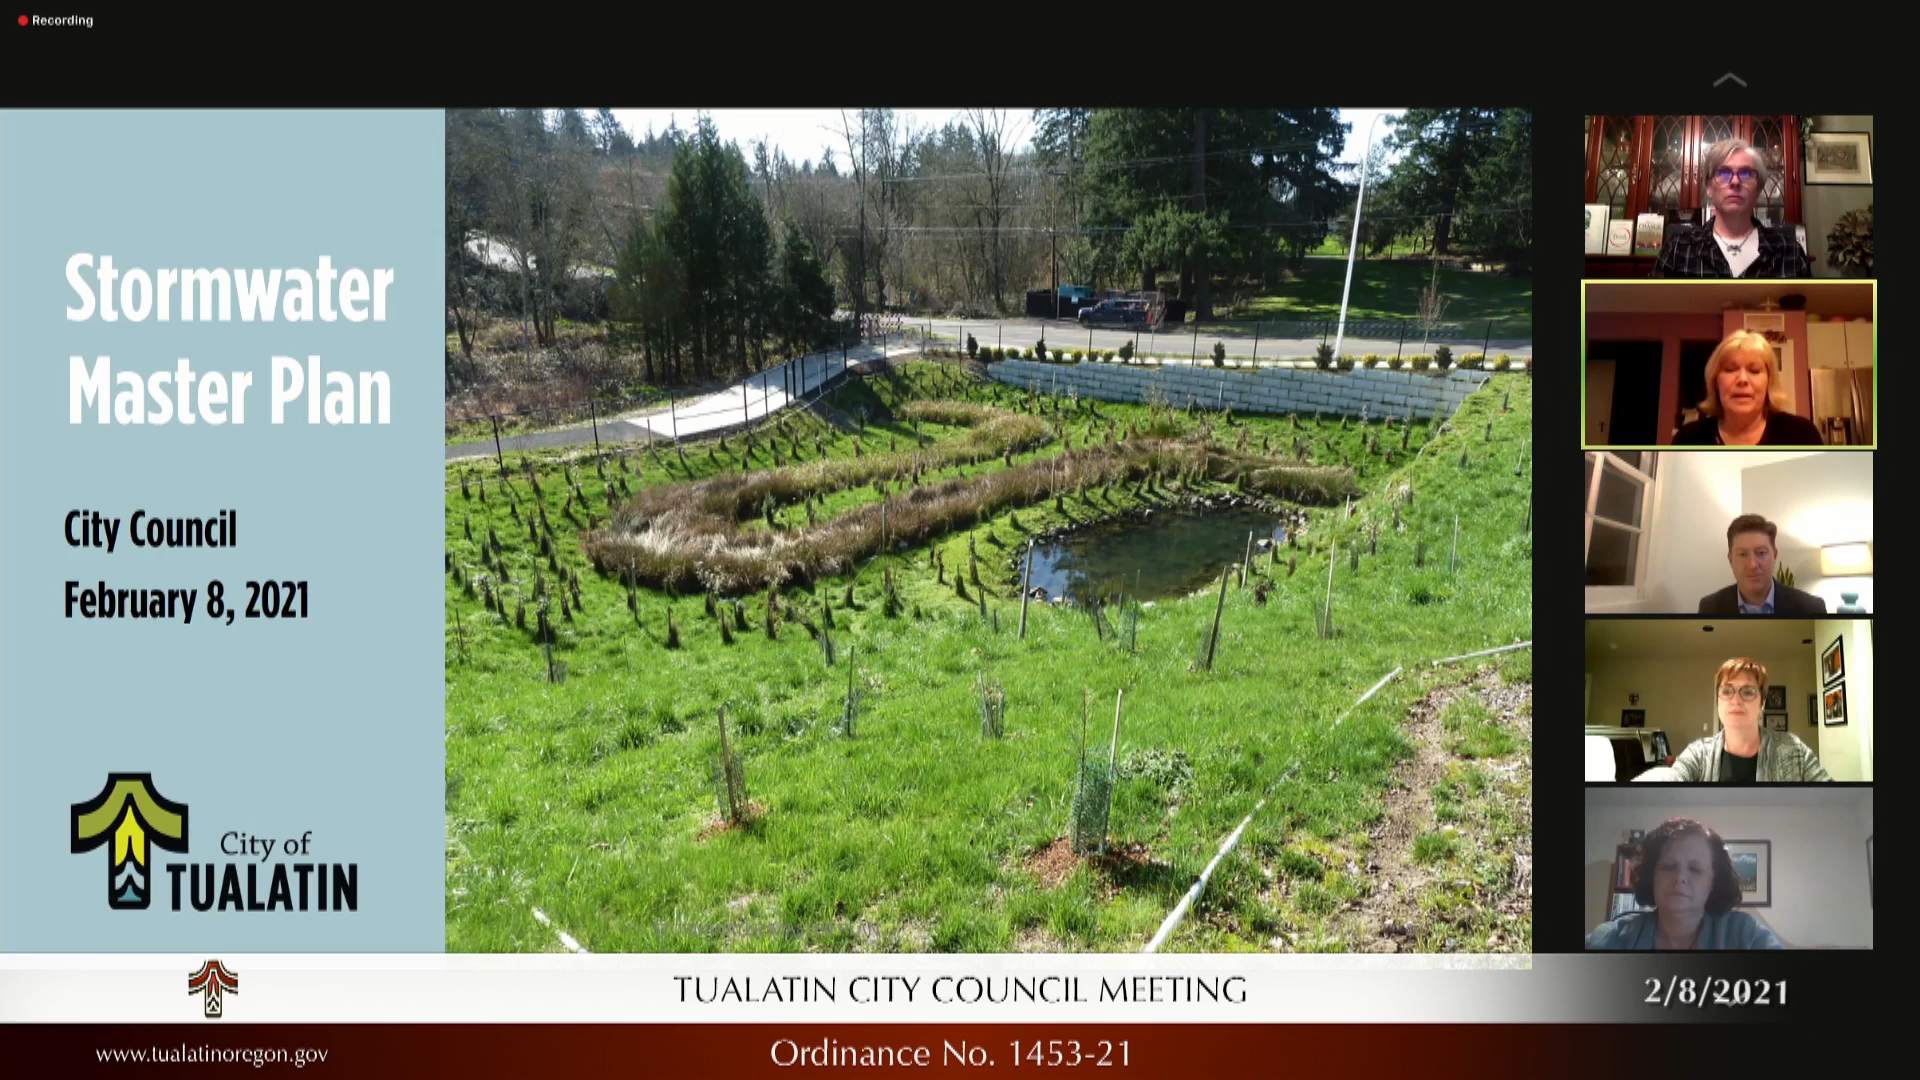 Recording
Stormwater
Master Plan
City Council
February 8, 2021
City of
TUALATIN
TUALATIN CITY COUNCIL MEETING
2/8/2021
www.tualatinoregon.gov
Ordinance No. 1453-21